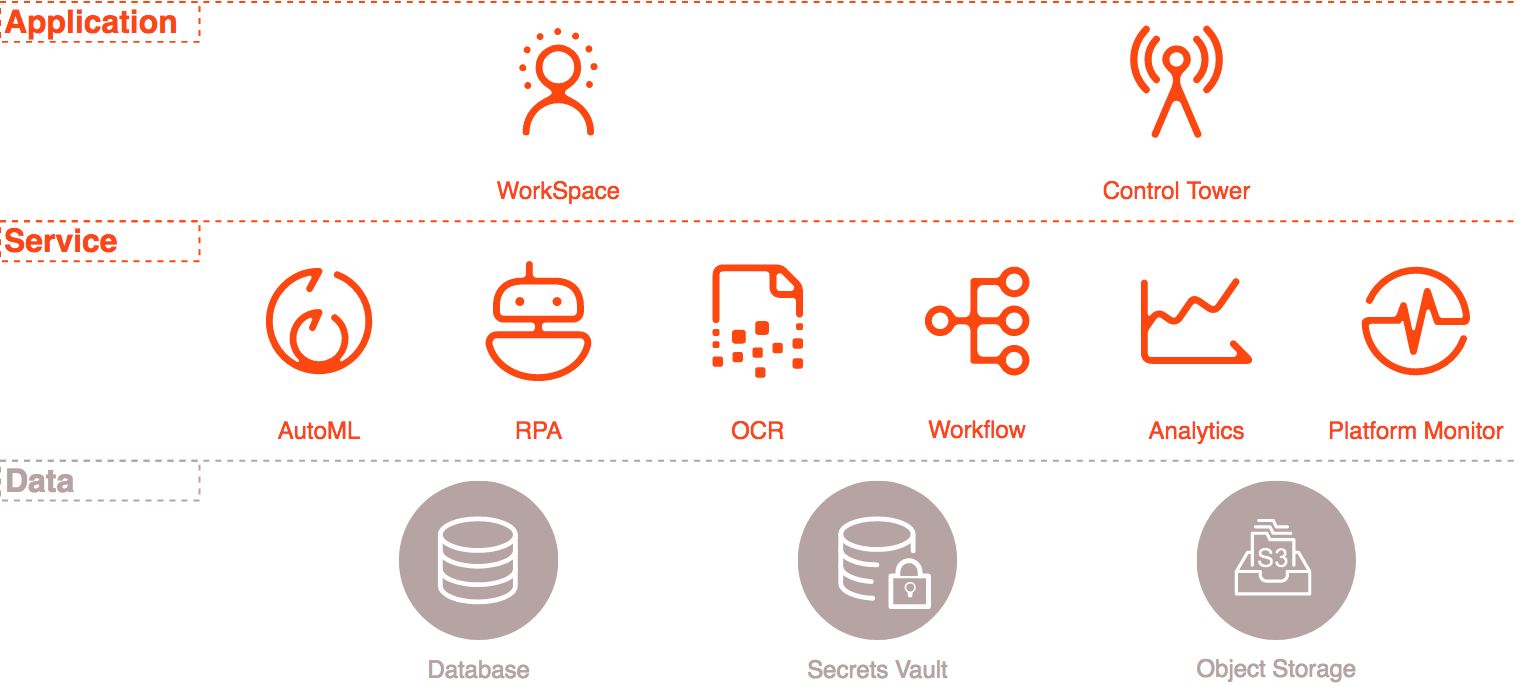 Application
WorkSpace
Control Tower
Service
AutoML
RPA
OCR
Workflow
Analytics
Platform Monitor
Data
S3
Database
Secrets Vault
Object Storage